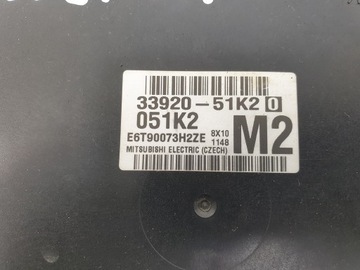 33920-51K2 0
051K2
E6T90073H2ZE 8X10 1148 M2
MITSUBISHI ELECTRIC (CZECH)